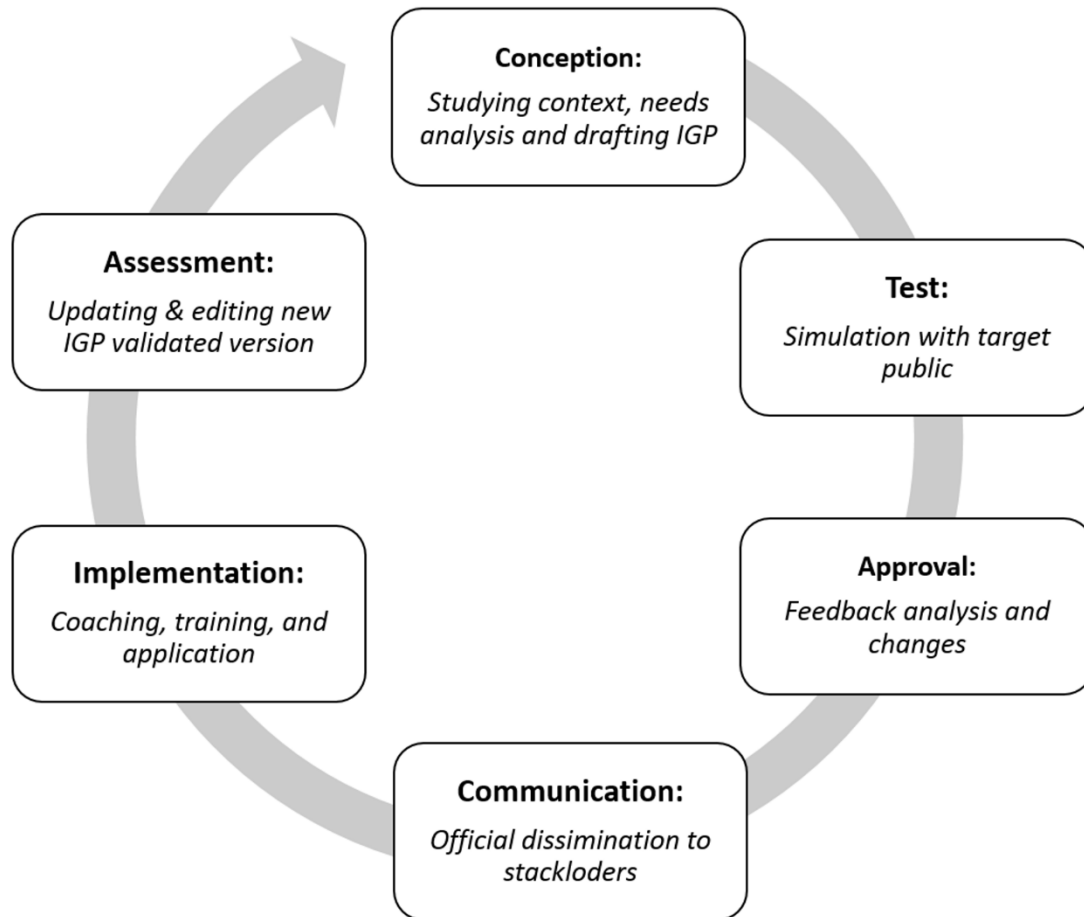 Conception:
Studying context, needs
analysis and drafting IGP
Test:
Simulation with target
public
Approval:
Feedback analysis and
changes
Communication:
Official dissimination to
stackloders
Implementation:
Coaching, training, and
application
Assessment:
Updating & editing new
IGP validated version